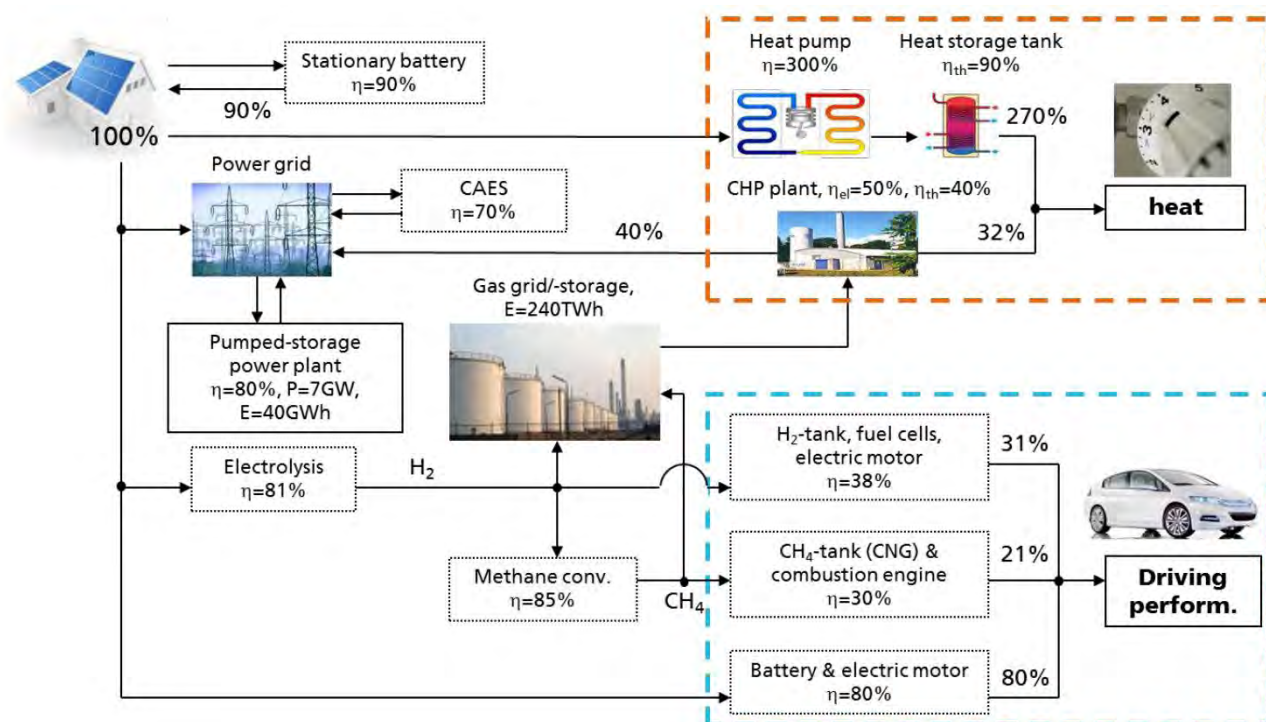 Stationary battery
η=90%
90%
100%
Heat pump
η=300%
Heat storage tank
ηth=90%
270%
heat
Power grid
CAES
η=70%
CHP plant, ηel=50%, ηth=40%
40%
32%
Gas grid/-storage,
E=240TWh
Pumped-storage
power plant
η=80%, P=7GW,
E=40GWh
Electrolysis
η=81%
H2
Methane conv.
η=85%
CH4
H2-tank, fuel cells,
electric motor
η=38%
31%
CH4-tank (CNG) &
combustion engine
η=30%
21%
Driving
perform.
Battery & electric motor
η=80%
80%